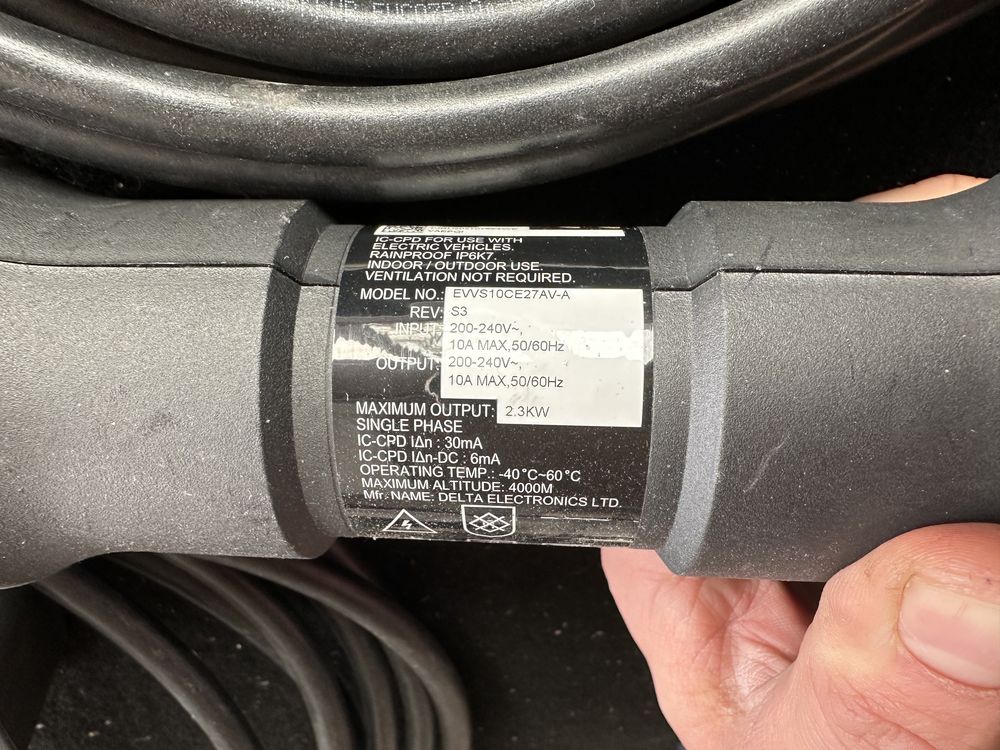 IC-CPD FOR USE WITH
ELECTRIC VEHICLES.
RAINPROOF IP6K7.
INDOOR / OUTDOOR USE.
VENTILATION NOT REQUIRED.
MODEL NO.: EVVS10CE27AV-A
REV: S3
INPUT: 200-240V~,
10A MAX,50/60Hz
OUTPUT: 200-240V~,
10A MAX,50/60Hz
MAXIMUM OUTPUT: 2.3KW
SINGLE PHASE
IC-CPD IΔn : 30mA
IC-CPD IΔn-DC : 6mA
OPERATING TEMP.: -40°C~60°C
MAXIMUM ALTITUDE: 4000M
Mfr. NAME: DELTA ELECTRONICS LTD.